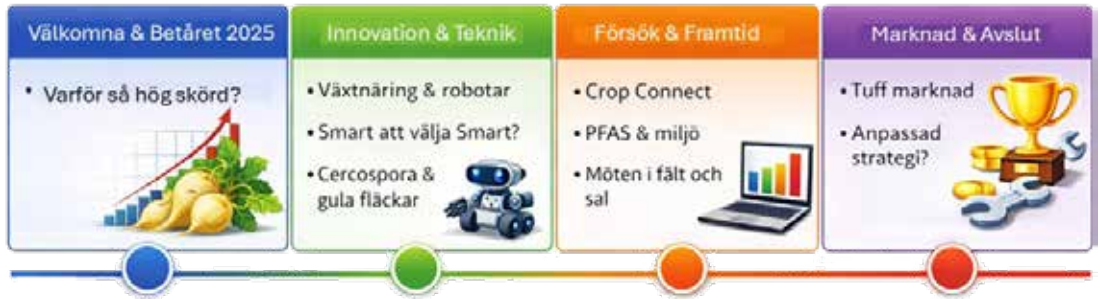 Välkomna & Betåret 2025
• Varför så hög skörd?
Innovation & Teknik
• Växtnäring & robotar
• Smart att välja Smart?
• Cercospora &
gula fläckar
Försök & Framtid
• Crop Connect
• PFAS & miljö
• Möten i fält och
sal
Marknad & Avslut
• Tuff marknad
• Anpassad
strategi?